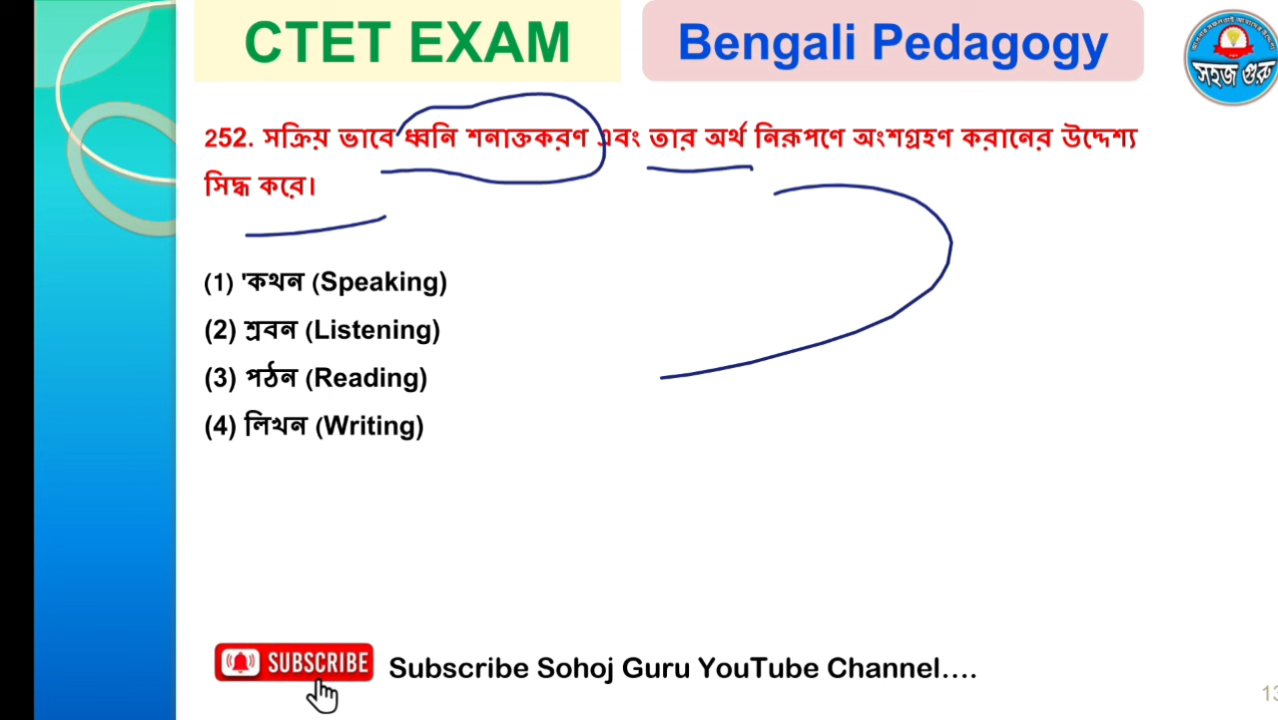 CTET EXAM
Bengali Pedagogy
সহজ গুরু
252. সক্রিয় ভাবে ধ্বনি শনাক্তকরণ এবং তার অর্থ নিরূপণে অংশগ্রহণ করানের উদ্দেশ্য
সিদ্ধ করে।
(1) 'কথন (Speaking)
(2) শ্রবন (Listening)
(3) পঠন (Reading)
(4) লিখন (Writing)
SUBSCRIBE Subscribe Sohoj Guru YouTube Channel....